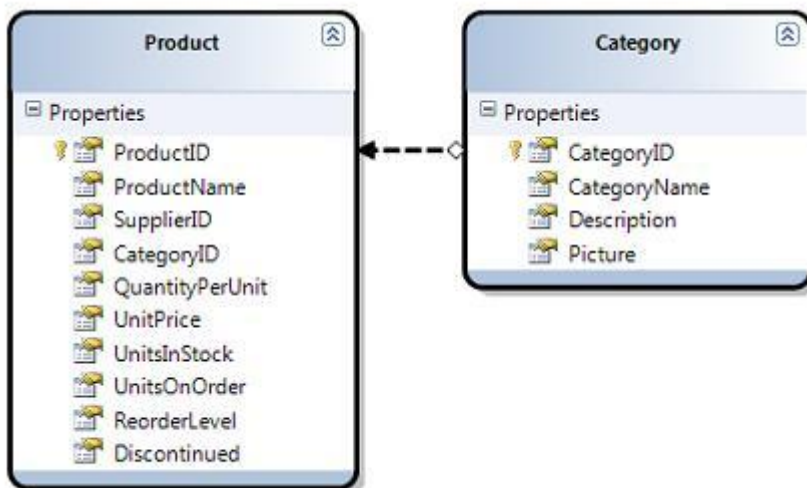 Product
Properties
ProductID
ProductName
SupplierID
CategoryID
QuantityPerUnit
UnitPrice
UnitsInStock
UnitsOnOrder
ReorderLevel
Discontinued
Category
Properties
CategoryID
CategoryName
Description
Picture